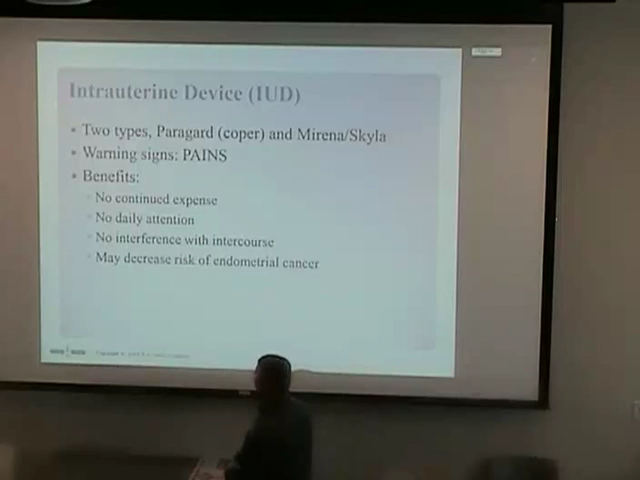 Intrauterine Device (IUD)
• Two types, Paragard (coper) and Mirena/Skyla
• Warning signs: PAINS
• Benefits:
No continued expense
No daily attention
No interference with intercourse
May decrease risk of endometrial cancer